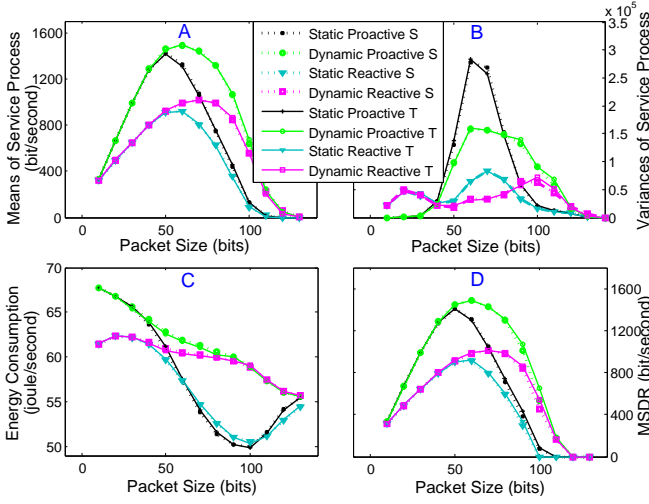 A
B
x 10^5
Static Proactive S
Dynamic Proactive S
Static Reactive S
Dynamic Reactive S
Static Proactive T
Dynamic Proactive T
Static Reactive T
Dynamic Reactive T
Means of Service Process
(bit/second)
1600
1200
800
400
0
0 50 100
Packet Size (bits)
3.5
3
2.5
2
1.5
1
0.5
0
Variances of Service Process
0 50 100
Packet Size (bits)
C
Energy Consumption
(joule/second)
70
65
60
55
50
0 50 100
Packet Size (bits)
D
1600
1200
800
400
0
MSDR (bit/second)
0 50 100
Packet Size (bits)